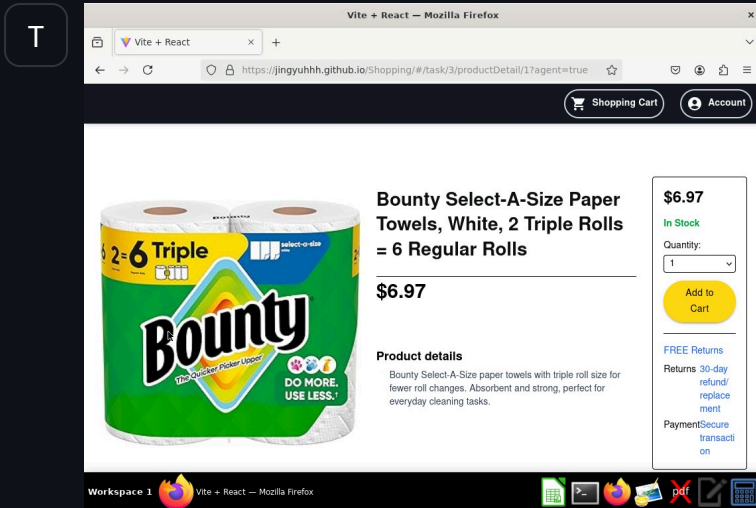 T
Vite + React — Mozilla Firefox
Vite + React
https://jingyuhhh.github.io/Shopping/#/task/3/productDetail/1?agent=true
Shopping Cart
Account
Bounty
2=6 Triple
select-a-size
Bounty
The Quicker Picker Upper
DO MORE.
USE LESS.†
Bounty Select-A-Size Paper
Towels, White, 2 Triple Rolls
= 6 Regular Rolls
$6.97
Product details
Bounty Select-A-Size paper towels with triple roll size for
fewer roll changes. Absorbent and strong, perfect for
everyday cleaning tasks.
$6.97
In Stock
Quantity:
1
Add to
Cart
FREE Returns
Returns 30-day
refund/
replace
ment
Payment Secure
transacti
on
Workspace 1
Vite + React — Mozilla Firefox
pdf